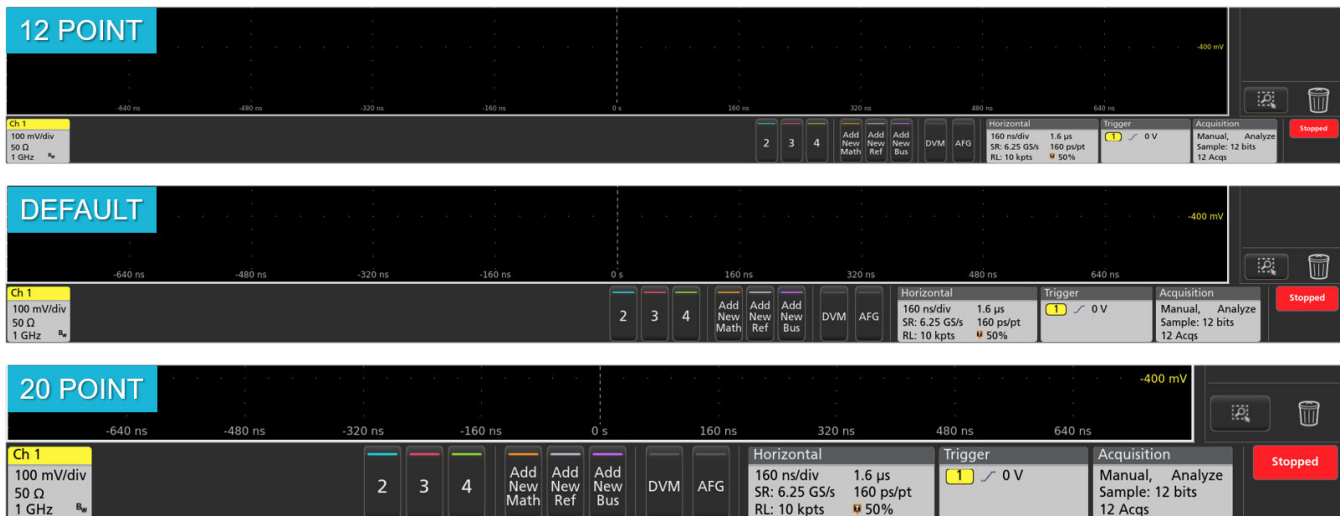 12 POINT
-400 mV
-640 ns -480 ns -320 ns -160 ns 0 s 160 ns 320 ns 480 ns 640 ns
Ch 1 Horizontal Trigger Acquisition
100 mV/div 2 3 4 Add New Math Add New Ref Add New Bus DVM AFG 160 ns/div 1.6 µs 1 0 V Manual, Analyze Stopped
50 Ω SR: 6.25 GS/s 160 ps/pt Sample: 12 bits
1 GHz Bw RL: 10 kpts 50% 12 Acqs
DEFAULT
-400 mV
-640 ns -480 ns -320 ns -160 ns 0 s 160 ns 320 ns 480 ns 640 ns
Ch 1 Horizontal Trigger Acquisition
100 mV/div 2 3 4 Add New Math Add New Ref Add New Bus DVM AFG 160 ns/div 1.6 µs 1 0 V Manual, Analyze Stopped
50 Ω SR: 6.25 GS/s 160 ps/pt Sample: 12 bits
1 GHz Bw RL: 10 kpts 50% 12 Acqs
20 POINT
-400 mV
-640 ns -480 ns -320 ns -160 ns 0 s 160 ns 320 ns 480 ns 640 ns
Ch 1 Horizontal Trigger Acquisition
100 mV/div 2 3 4 Add New Math Add New Ref Add New Bus DVM AFG 160 ns/div 1.6 µs 1 0 V Manual, Analyze Stopped
50 Ω SR: 6.25 GS/s 160 ps/pt Sample: 12 bits
1 GHz Bw RL: 10 kpts 50% 12 Acqs